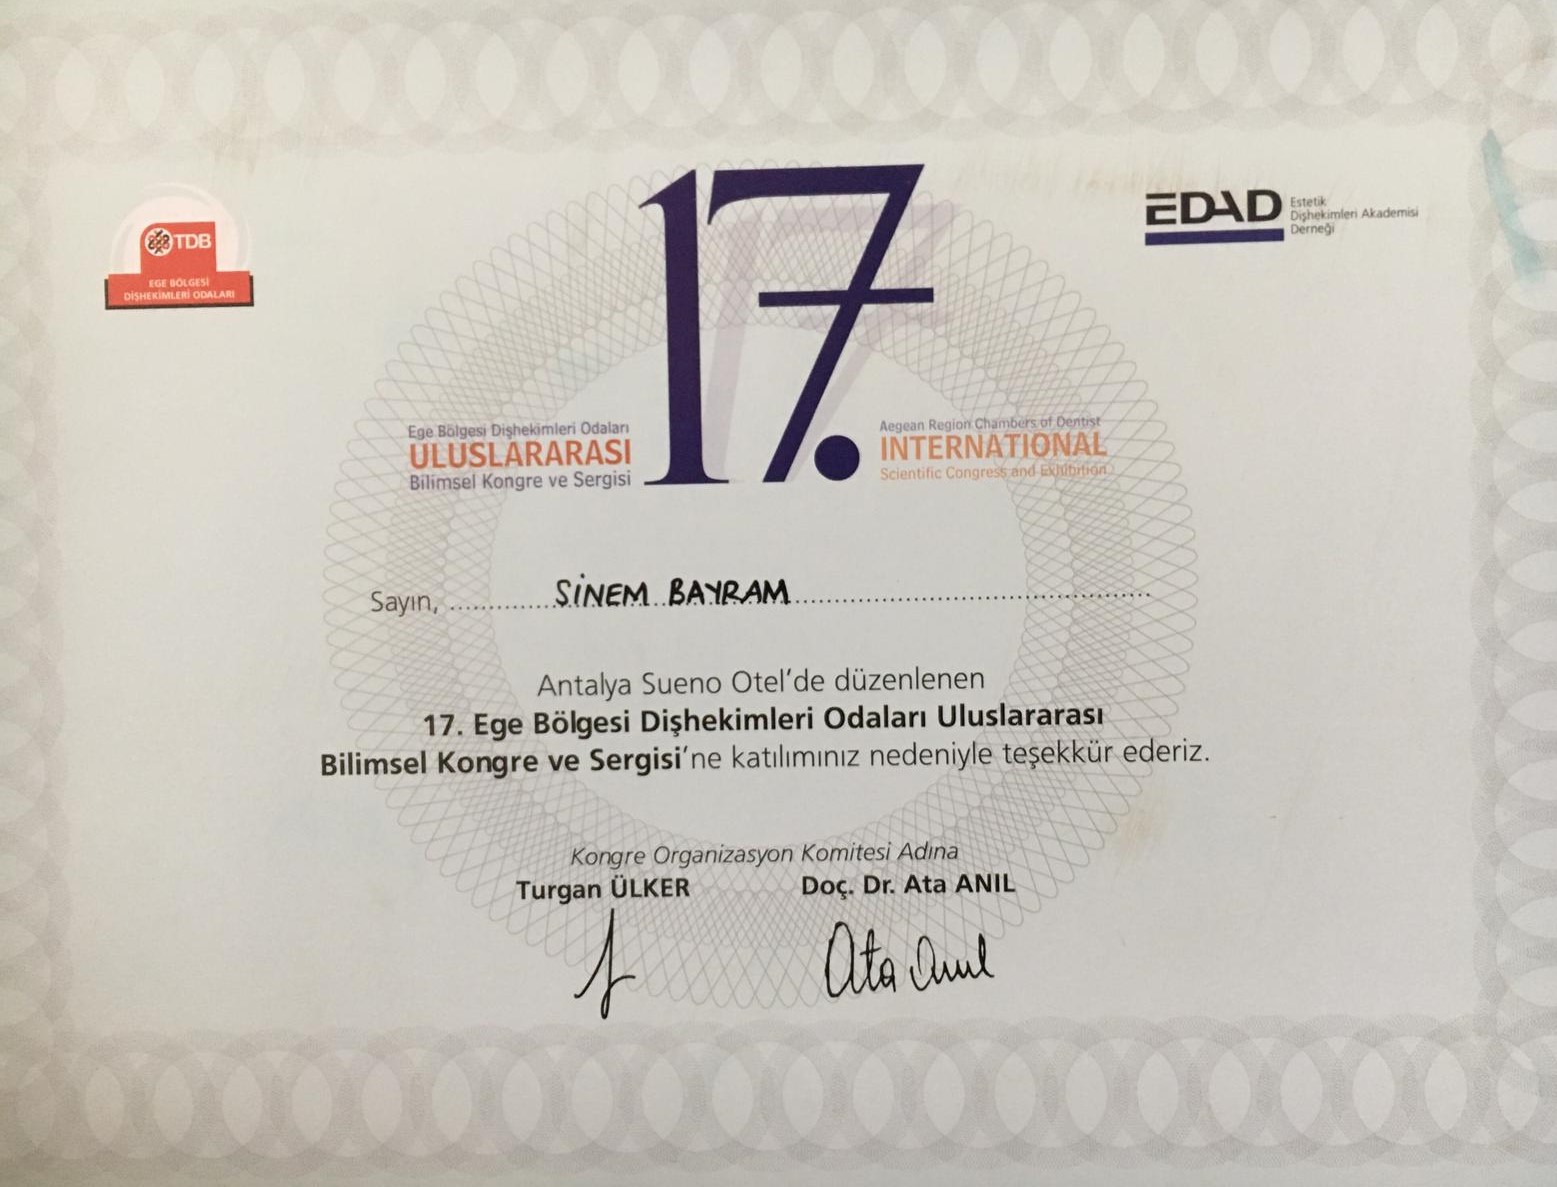 TDB
EGE BÖLGESİ
DİŞHEKİMLERİ ODALARI
17.
EDAD
Estetik
Dişhekimleri Akademisi
Derneği
Ege Bölgesi Dişhekimleri Odaları
ULUSLARARASI
Bilimsel Kongre ve Sergisi
Aegean Region Chambers of Dentist
INTERNATIONAL
Scientific Congress and Exhibition
Sayın, SİNEM BAYRAM
Antalya Sueno Otel'de düzenlenen
17. Ege Bölgesi Dişhekimleri Odaları Uluslararası
Bilimsel Kongre ve Sergisi'ne katılımınız nedeniyle teşekkür ederiz.
Kongre Organizasyon Komitesi Adına
Turgan ÜLKER
Doç. Dr. Ata ANIL
Ata Anıl